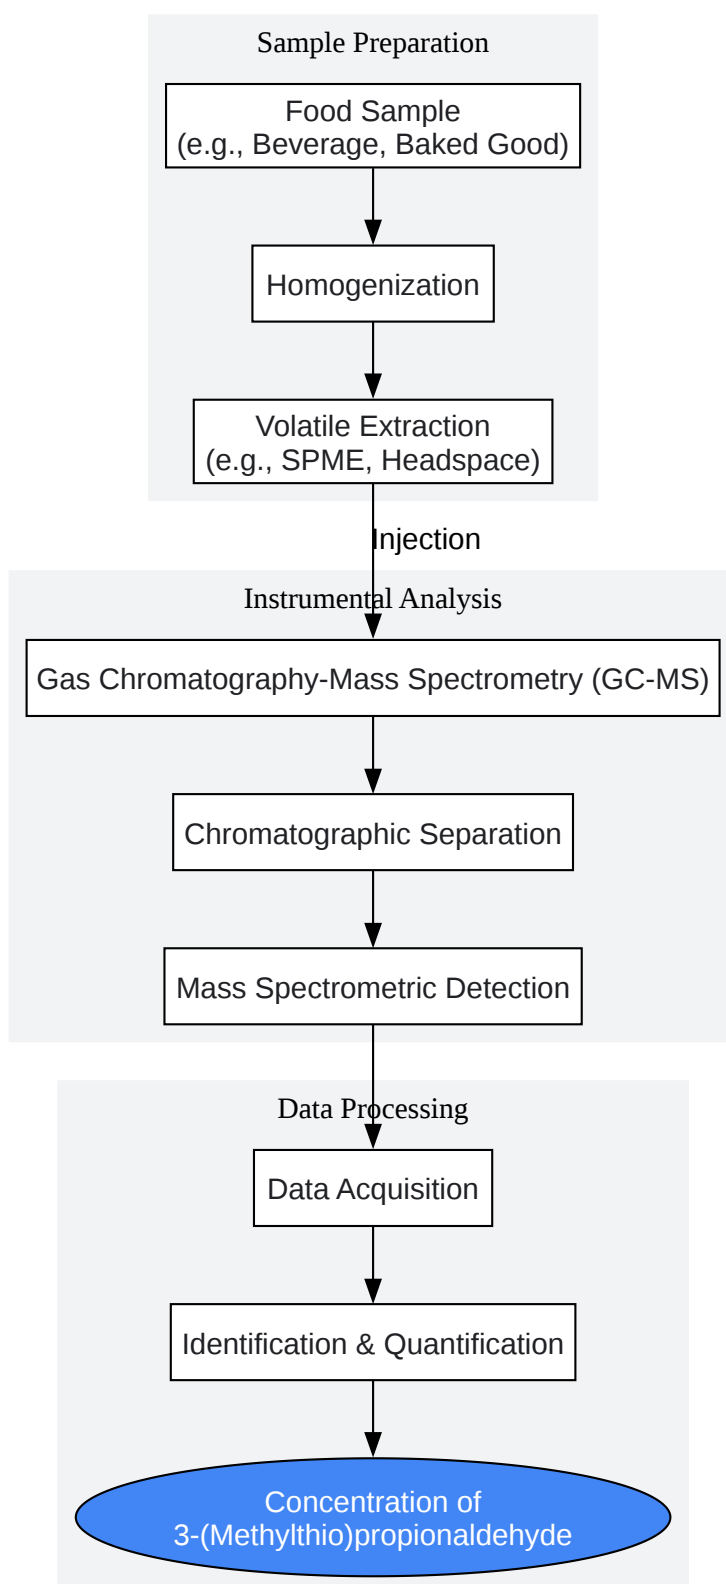 Sample Preparation
Food Sample
(e.g., Beverage, Baked Good)
Homogenization
Volatile Extraction
(e.g., SPME, Headspace)
Injection
Instrumental Analysis
Gas Chromatography-Mass Spectrometry (GC-MS)
Chromatographic Separation
Mass Spectrometric Detection
Data Processing
Data Acquisition
Identification & Quantification
Concentration of
3-(Methylthio)propionaldehyde